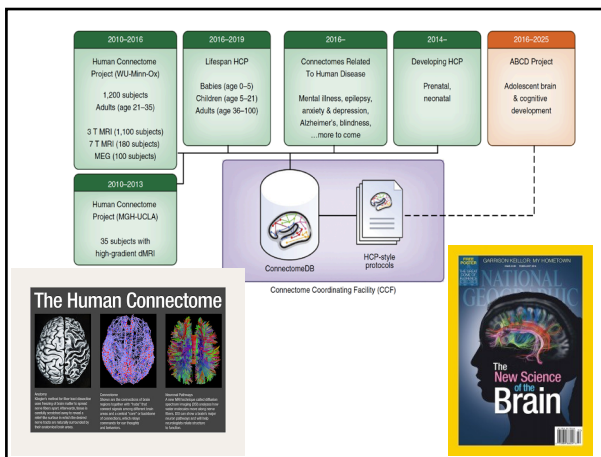 2010–2016
Human Connectome
Project (WU-Minn-Ox)
1,200 subjects
Adults (age 21–35)
3 T MRI (1,100 subjects)
7 T MRI (180 subjects)
MEG (100 subjects)
2016–2019
Lifespan HCP
Babies (age 0–5)
Children (age 5–21)
Adults (age 36–100)
2016–
Connectomes Related
To Human Disease
Mental illness, epilepsy,
anxiety & depression,
Alzheimer's, blindness,
…more to come
2014–
Developing HCP
Prenatal,
neonatal
2016–2025
ABCD Project
Adolescent brain
& cognitive
development
2010–2013
Human Connectome
Project (MGH-UCLA)
35 subjects with
high-gradient dMRI
ConnectomeDB
HCP-style
protocols
Connectome Coordinating Facility (CCF)
The Human Connectome
Anatomy
Connections
Neuronal Pathways
GARRISON KEILLOR: MY HOMETOWN
NATIONAL
GEOGRAPHIC
The
New Science
of the
Brain